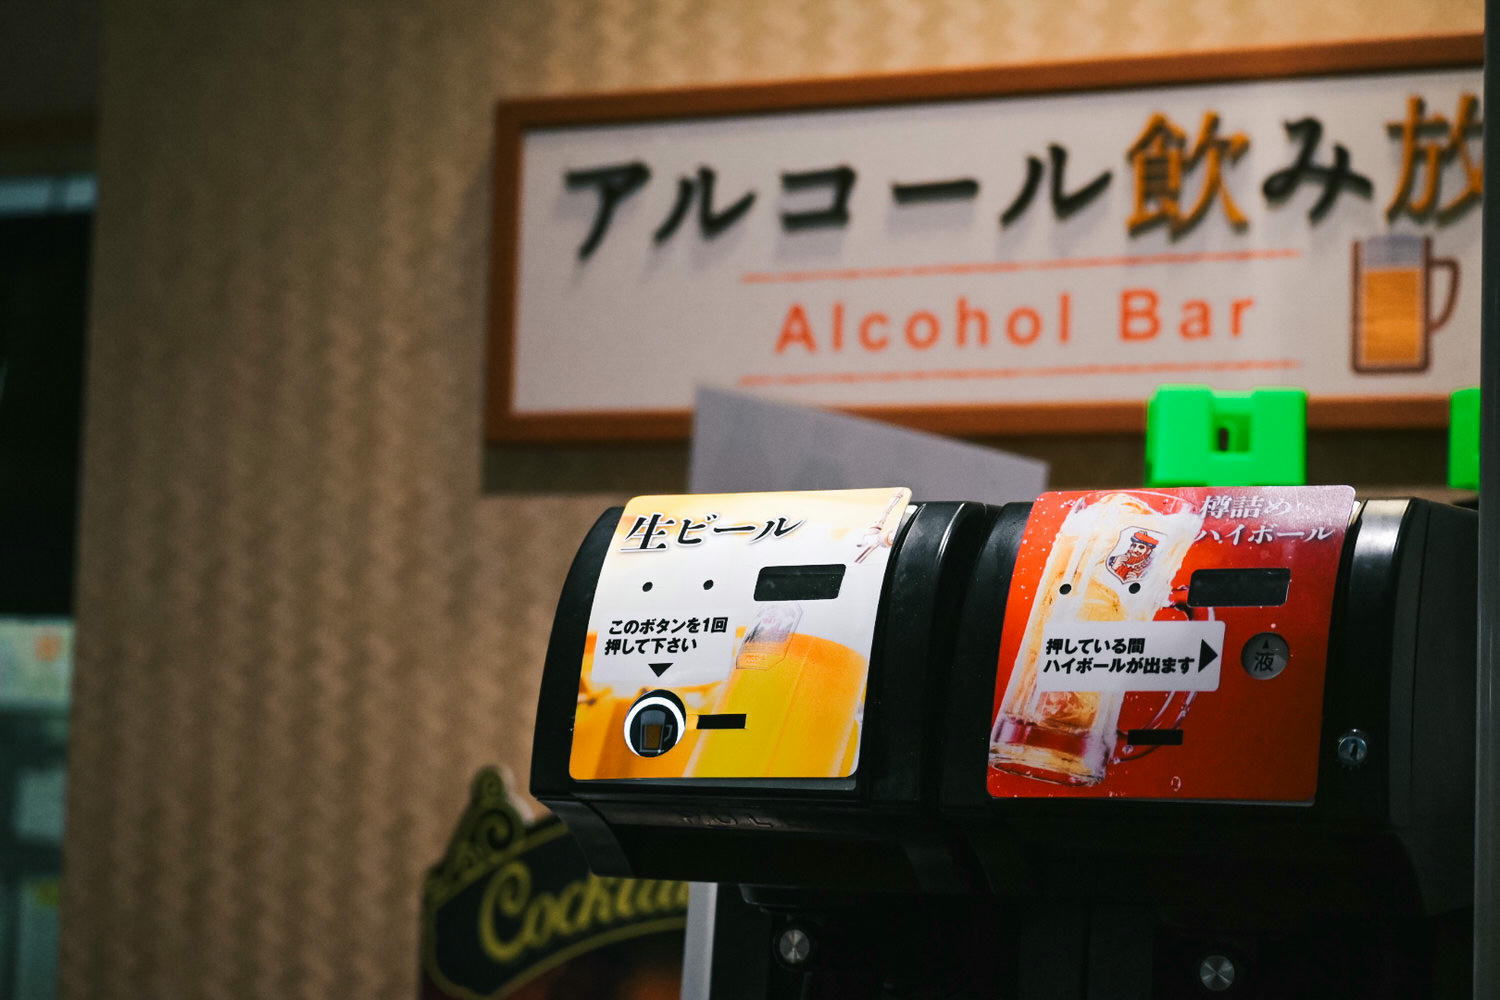 アルコール飲み放
Alcohol Bar
生ビール
このボタンを1回
押して下さい
樽詰め
ハイボール
押している間
ハイボールが出ます
液
Cocktail